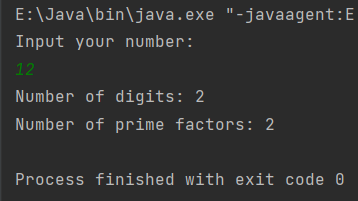 E:\Java\bin\java.exe "-javaagent:E
Input your number:
12
Number of digits: 2
Number of prime factors: 2
Process finished with exit code 0